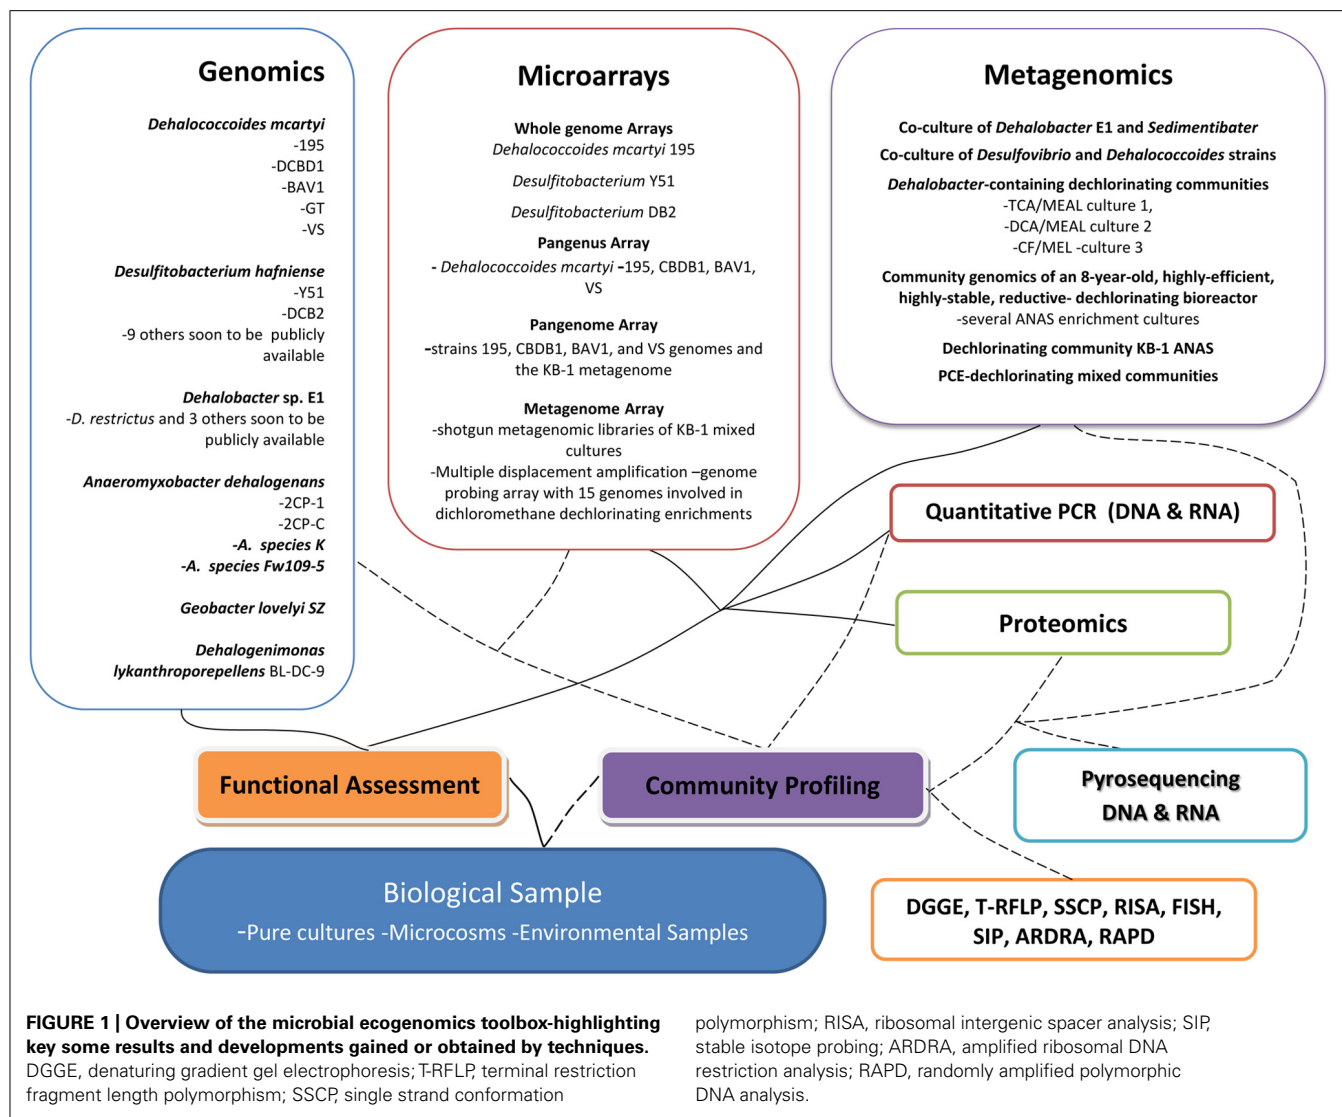 Genomics
Dehalococcoides mcartyi
-195
-DCBD1
-BAV1
-GT
-VS
Desulfitobacterium hafniense
-Y51
-DCB2
-9 others soon to be publicly
available
Dehalobacter sp. E1
-D. restrictus and 3 others soon to be
publicly available
Anaeromyxobacter dehalogenans
-2CP-1
-2CP-C
-A. species K
-A. species Fw109-5
Geobacter lovelyi SZ
Dehalogenimonas
lykanthroporepellens BL-DC-9
Microarrays
Whole genome Arrays
Dehalococcoides mcartyi 195
Desulfitobacterium Y51
Desulfitobacterium DB2
Pangenus Array
- Dehalococcoides mcartyi -195, CBDB1, BAV1,
VS
Pangenome Array
-strains 195, CBDB1, BAV1, and VS genomes and
the KB-1 metagenome
Metagenome Array
-shotgun metagenomic libraries of KB-1 mixed
cultures
-Multiple displacement amplification –genome
probing array with 15 genomes involved in
dichloromethane dechlorinating enrichments
Metagenomics
Co-culture of Dehalobacter E1 and Sedimentibater
Co-culture of Desulfovibrio and Dehalococcoides strains
Dehalobacter-containing dechlorinating communities
-TCA/MEAL culture 1,
-DCA/MEAL culture 2
-CF/MEL -culture 3
Community genomics of an 8-year-old, highly-efficient,
highly-stable, reductive- dechlorinating bioreactor
-several ANAS enrichment cultures
Dechlorinating community KB-1 ANAS
PCE-dechlorinating mixed communities
Quantitative PCR (DNA & RNA)
Proteomics
Functional Assessment
Community Profiling
Pyrosequencing
DNA & RNA
Biological Sample
-Pure cultures -Microcosms -Environmental Samples
DGGE, T-RFLP, SSCP, RISA, FISH,
SIP, ARDRA, RAPD
FIGURE 1 | Overview of the microbial ecogenomics toolbox-highlighting
key some results and developments gained or obtained by techniques.
DGGE, denaturing gradient gel electrophoresis; T-RFLP, terminal restriction
fragment length polymorphism; SSCP, single strand conformation
polymorphism; RISA, ribosomal intergenic spacer analysis; SIP,
stable isotope probing; ARDRA, amplified ribosomal DNA
restriction analysis; RAPD, randomly amplified polymorphic
DNA analysis.